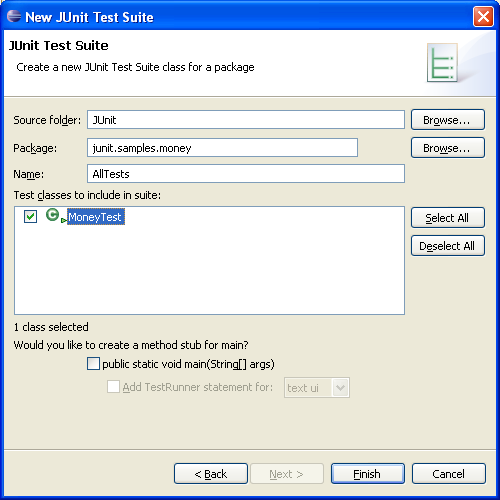 New JUnit Test Suite
JUnit Test Suite
Create a new JUnit Test Suite class for a package
Source folder: JUnit Browse...
Package: junit.samples.money Browse...
Name: AllTests
Test classes to include in suite:
MoneyTest Select All
Deselect All
1 class selected
Would you like to create a method stub for main?
public static void main(String[] args)
Add TestRunner statement for: text ui
< Back Next > Finish Cancel